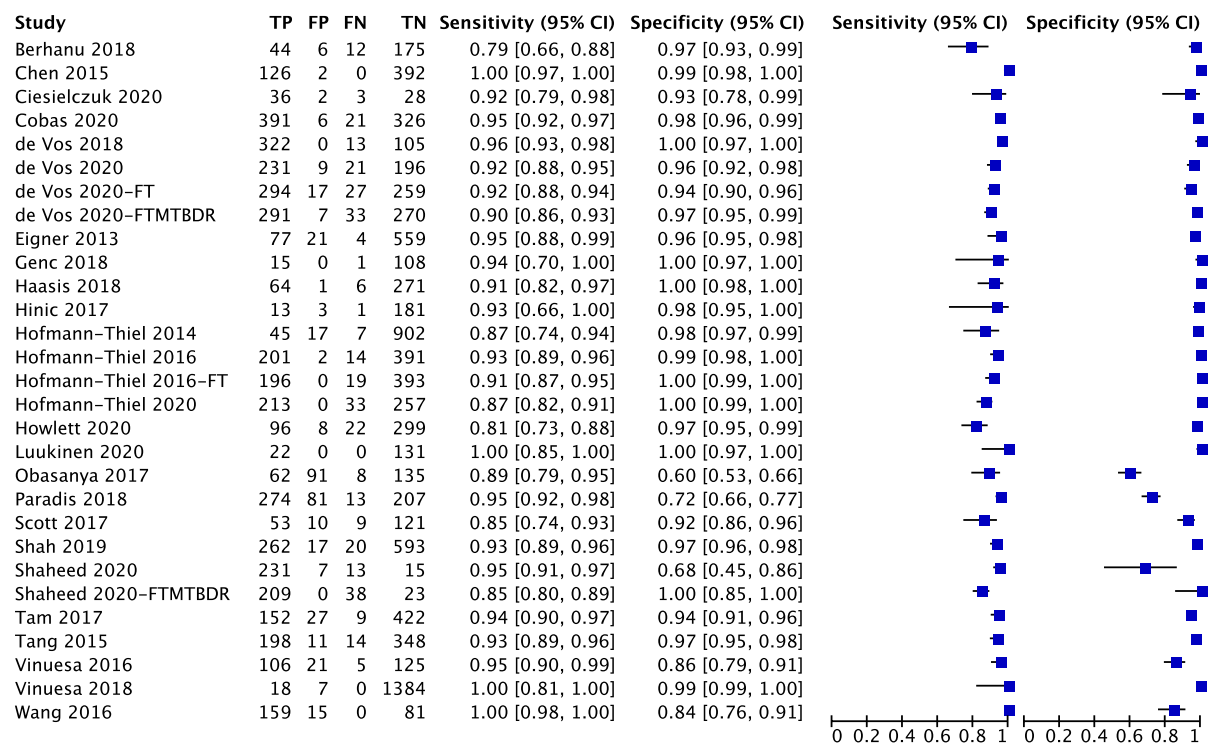 Study TP FP FN TN Sensitivity (95% CI) Specificity (95% CI) Sensitivity (95% CI) Specificity (95% CI)
Berhanu 2018 44 6 12 175 0.79 [0.66, 0.88] 0.97 [0.93, 0.99]
Chen 2015 126 2 0 392 1.00 [0.97, 1.00] 0.99 [0.98, 1.00]
Ciesielczuk 2020 36 2 3 28 0.92 [0.79, 0.98] 0.93 [0.78, 0.99]
Cobas 2020 391 6 21 326 0.95 [0.92, 0.97] 0.98 [0.96, 0.99]
de Vos 2018 322 0 13 105 0.96 [0.93, 0.98] 1.00 [0.97, 1.00]
de Vos 2020 231 9 21 196 0.92 [0.88, 0.95] 0.96 [0.92, 0.98]
de Vos 2020-FT 294 17 27 259 0.92 [0.88, 0.94] 0.94 [0.90, 0.96]
de Vos 2020-FTMTBDR 291 7 33 270 0.90 [0.86, 0.93] 0.97 [0.95, 0.99]
Eigner 2013 77 21 4 559 0.95 [0.88, 0.99] 0.96 [0.95, 0.98]
Genc 2018 15 0 1 108 0.94 [0.70, 1.00] 1.00 [0.97, 1.00]
Haasis 2018 64 1 6 271 0.91 [0.82, 0.97] 1.00 [0.98, 1.00]
Hinic 2017 13 3 1 181 0.93 [0.66, 1.00] 0.98 [0.95, 1.00]
Hofmann-Thiel 2014 45 17 7 902 0.87 [0.74, 0.94] 0.98 [0.97, 0.99]
Hofmann-Thiel 2016 201 2 14 391 0.93 [0.89, 0.96] 0.99 [0.98, 1.00]
Hofmann-Thiel 2016-FT 196 0 19 393 0.91 [0.87, 0.95] 1.00 [0.99, 1.00]
Hofmann-Thiel 2020 213 0 33 257 0.87 [0.82, 0.91] 1.00 [0.99, 1.00]
Howlett 2020 96 8 22 299 0.81 [0.73, 0.88] 0.97 [0.95, 0.99]
Luukinen 2020 22 0 0 131 1.00 [0.85, 1.00] 1.00 [0.97, 1.00]
Obasanya 2017 62 91 8 135 0.89 [0.79, 0.95] 0.60 [0.53, 0.66]
Paradis 2018 274 81 13 207 0.95 [0.92, 0.98] 0.72 [0.66, 0.77]
Scott 2017 53 10 9 121 0.85 [0.74, 0.93] 0.92 [0.86, 0.96]
Shah 2019 262 17 20 593 0.93 [0.89, 0.96] 0.97 [0.96, 0.98]
Shaheed 2020 231 7 13 15 0.95 [0.91, 0.97] 0.68 [0.45, 0.86]
Shaheed 2020-FTMTBDR 209 0 38 23 0.85 [0.80, 0.89] 1.00 [0.85, 1.00]
Tam 2017 152 27 9 422 0.94 [0.90, 0.97] 0.94 [0.91, 0.96]
Tang 2015 198 11 14 348 0.93 [0.89, 0.96] 0.97 [0.95, 0.98]
Vinuesa 2016 106 21 5 125 0.95 [0.90, 0.99] 0.86 [0.79, 0.91]
Vinuesa 2018 18 7 0 1384 1.00 [0.81, 1.00] 0.99 [0.99, 1.00]
Wang 2016 159 15 0 81 1.00 [0.98, 1.00] 0.84 [0.76, 0.91]
0 0.2 0.4 0.6 0.8 1 0 0.2 0.4 0.6 0.8 1